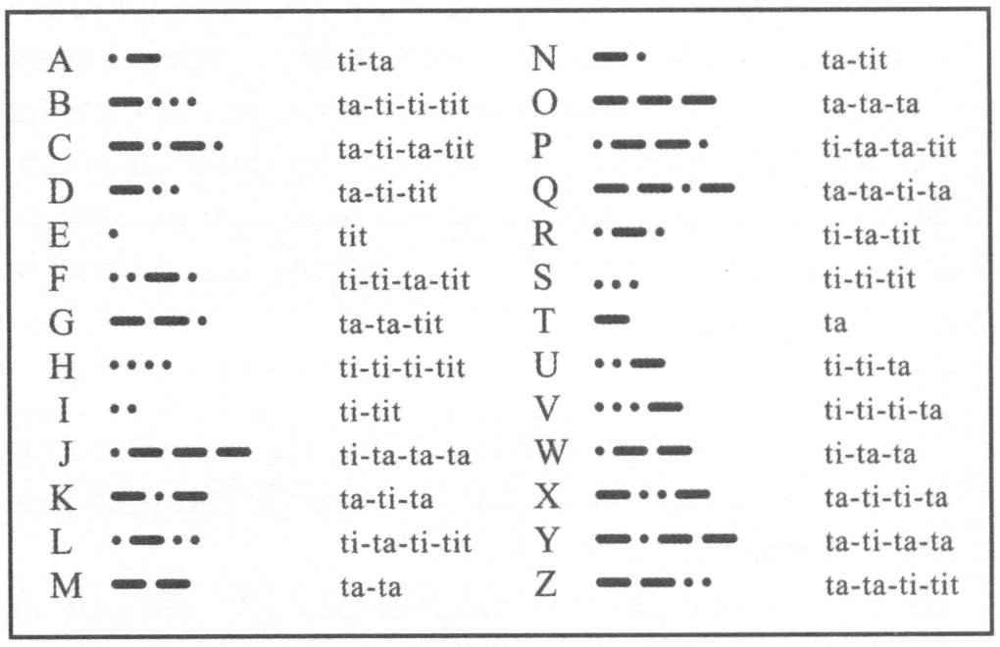 A ·— ti-ta N —· ta-tit
B —··· ta-ti-ti-tit O ——— ta-ta-ta
C —·—· ta-ti-ta-tit P ·——· ti-ta-ta-tit
D —·· ta-ti-tit Q ——·— ta-ta-ti-ta
E · tit R ·—· ti-ta-tit
F ··—· ti-ti-ta-tit S ··· ti-ti-tit
G ——· ta-ta-tit T — ta
H ···· ti-ti-ti-tit U ··— ti-ti-ta
I ·· ti-tit V ···— ti-ti-ti-ta
J ·——— ti-ta-ta-ta W ·—— ti-ta-ta
K —·— ta-ti-ta X —··— ta-ti-ti-ta
L ·—·· ti-ta-ti-tit Y —·—— ta-ti-ta-ta
M —— ta-ta Z ——·· ta-ta-ti-tit